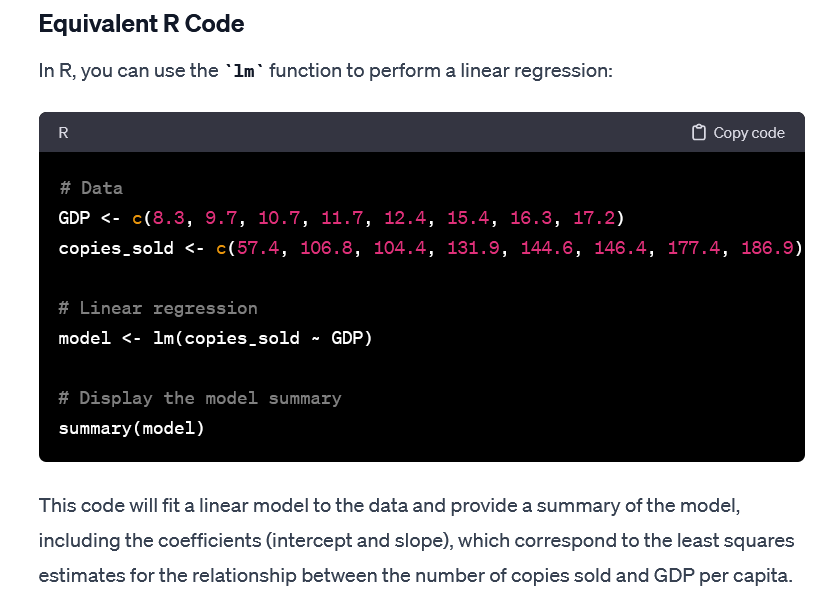 Equivalent R Code
In R, you can use the `lm` function to perform a linear regression:
R
Copy code
# Data
GDP <- c(8.3, 9.7, 10.7, 11.7, 12.4, 15.4, 16.3, 17.2)
copies_sold <- c(57.4, 106.8, 104.4, 131.9, 144.6, 146.4, 177.4, 186.9)
# Linear regression
model <- lm(copies_sold ~ GDP)
# Display the model summary
summary(model)
This code will fit a linear model to the data and provide a summary of the model,
including the coefficients (intercept and slope), which correspond to the least squares
estimates for the relationship between the number of copies sold and GDP per capita.